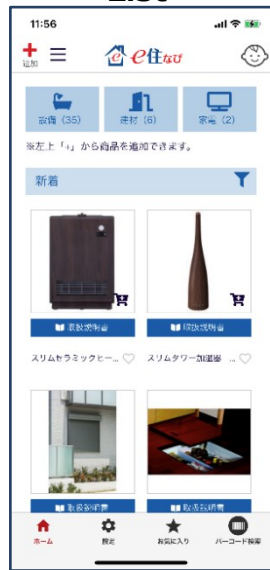 List
11:56
追加
e住なび
設備（35）
建材（6）
家電（2）
※左上「+」から商品を追加できます。
新着
取扱説明書
取扱説明書
スリムセラミックヒー...
スリムタワー加湿器 ...
取扱説明書
取扱説明書
ホーム
設定
お気に入り
バーコード検索